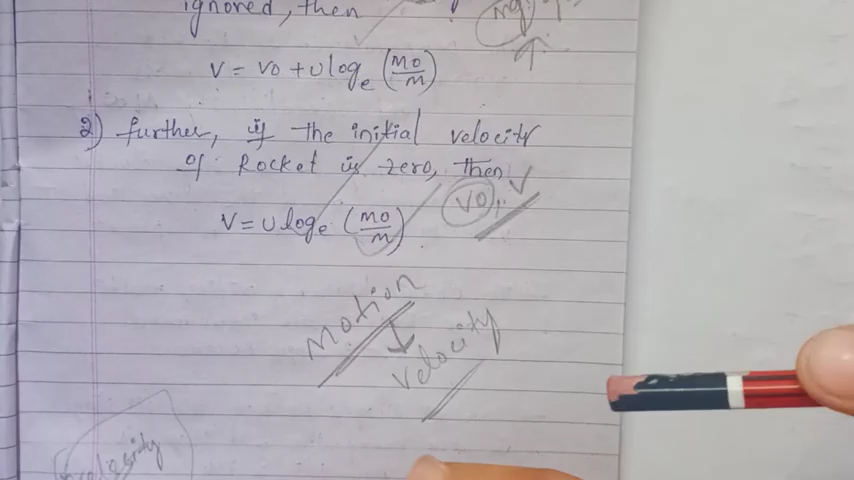 ignored, then
mg
V = V0 + U logₑ (M0/m)
2) further, if the initial velocity
of Rocket is zero, then
V0, V
V = U logₑ (M0/m)
Motion
Velocity